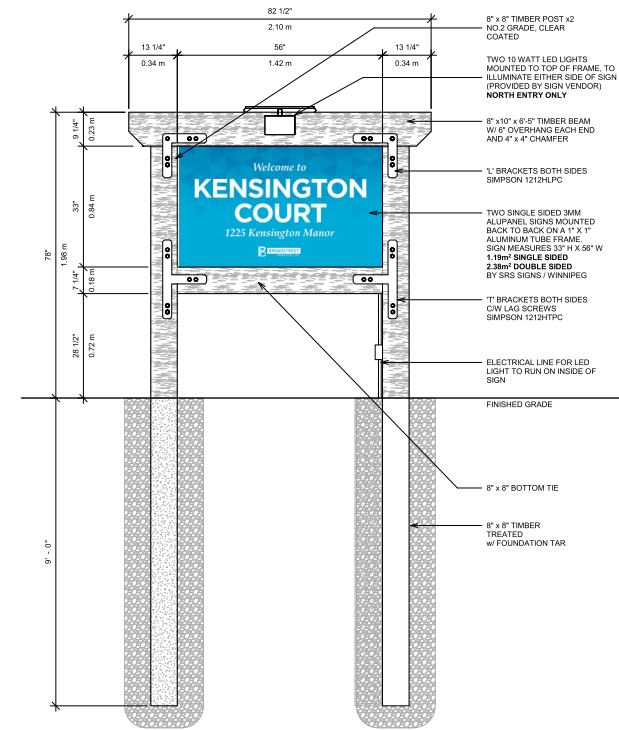 82 1/2"
2.10 m
13 1/4"
56"
13 1/4"
0.34 m
1.42 m
0.34 m
8" x 8" TIMBER POST x2
NO.2 GRADE, CLEAR
COATED
TWO 10 WATT LED LIGHTS
MOUNTED TO TOP OF FRAME, TO
ILLUMINATE EITHER SIDE OF SIGN
(PROVIDED BY SIGN VENDOR)
NORTH ENTRY ONLY
8" x10" x 6'-5" TIMBER BEAM
W/ 6" OVERHANG EACH END
AND 4" x 4" CHAMFER
'L' BRACKETS BOTH SIDES
SIMPSON 1212HLPC
TWO SINGLE SIDED 3MM
ALUPANEL SIGNS MOUNTED
BACK TO BACK ON A 1" X 1"
ALUMINUM TUBE FRAME.
SIGN MEASURES 33" H X 56" W
1.19m² SINGLE SIDED
2.38m² DOUBLE SIDED
BY SRS SIGNS / WINNIPEG
'T' BRACKETS BOTH SIDES
C/W LAG SCREWS
SIMPSON 1212HTPC
ELECTRICAL LINE FOR LED
LIGHT TO RUN ON INSIDE OF
SIGN
FINISHED GRADE
8" x 8" BOTTOM TIE
8" x 8" TIMBER
TREATED
w/ FOUNDATION TAR
Welcome to
KENSINGTON
COURT
1225 Kensington Manor
BROADSTREET
9 1/4"
0.23 m
33"
0.84 m
78"
1.98 m
7 1/4"
0.18 m
28 1/2"
0.72 m
9' - 0"